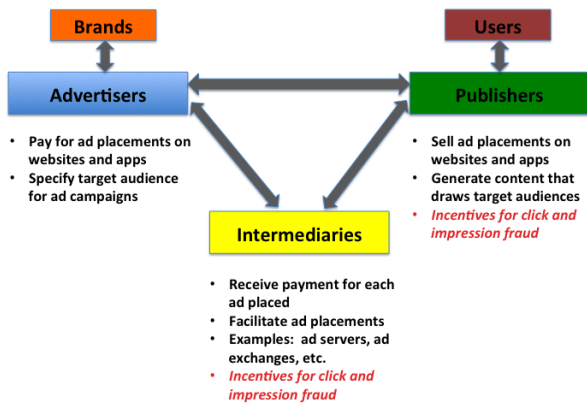 Brands
Users
Advertisers
Publishers
• Pay for ad placements on
websites and apps
• Specify target audience
for ad campaigns
• Sell ad placements on
websites and apps
• Generate content that
draws target audiences
• Incentives for click and
impression fraud
Intermediaries
• Receive payment for each
ad placed
• Facilitate ad placements
• Examples: ad servers, ad
exchanges, etc.
• Incentives for click and
impression fraud